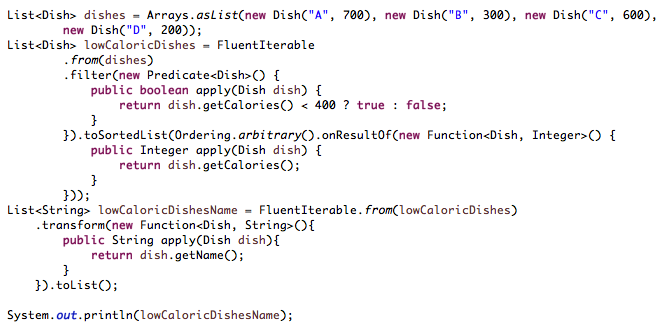 List<Dish> dishes = Arrays.asList(new Dish("A", 700), new Dish("B", 300), new Dish("C", 600),
        new Dish("D", 200));
List<Dish> lowCaloricDishes = FluentIterable
        .from(dishes)
        .filter(new Predicate<Dish>() {
            public boolean apply(Dish dish) {
                return dish.getCalories() < 400 ? true : false;
            }
        }).toSortedList(Ordering.arbitrary().onResultOf(new Function<Dish, Integer>() {
            public Integer apply(Dish dish) {
                return dish.getCalories();
            }
        }));
List<String> lowCaloricDishesName = FluentIterable.from(lowCaloricDishes)
    .transform(new Function<Dish, String>(){
        public String apply(Dish dish){
            return dish.getName();
        }
    }).toList();

System.out.println(lowCaloricDishesName);